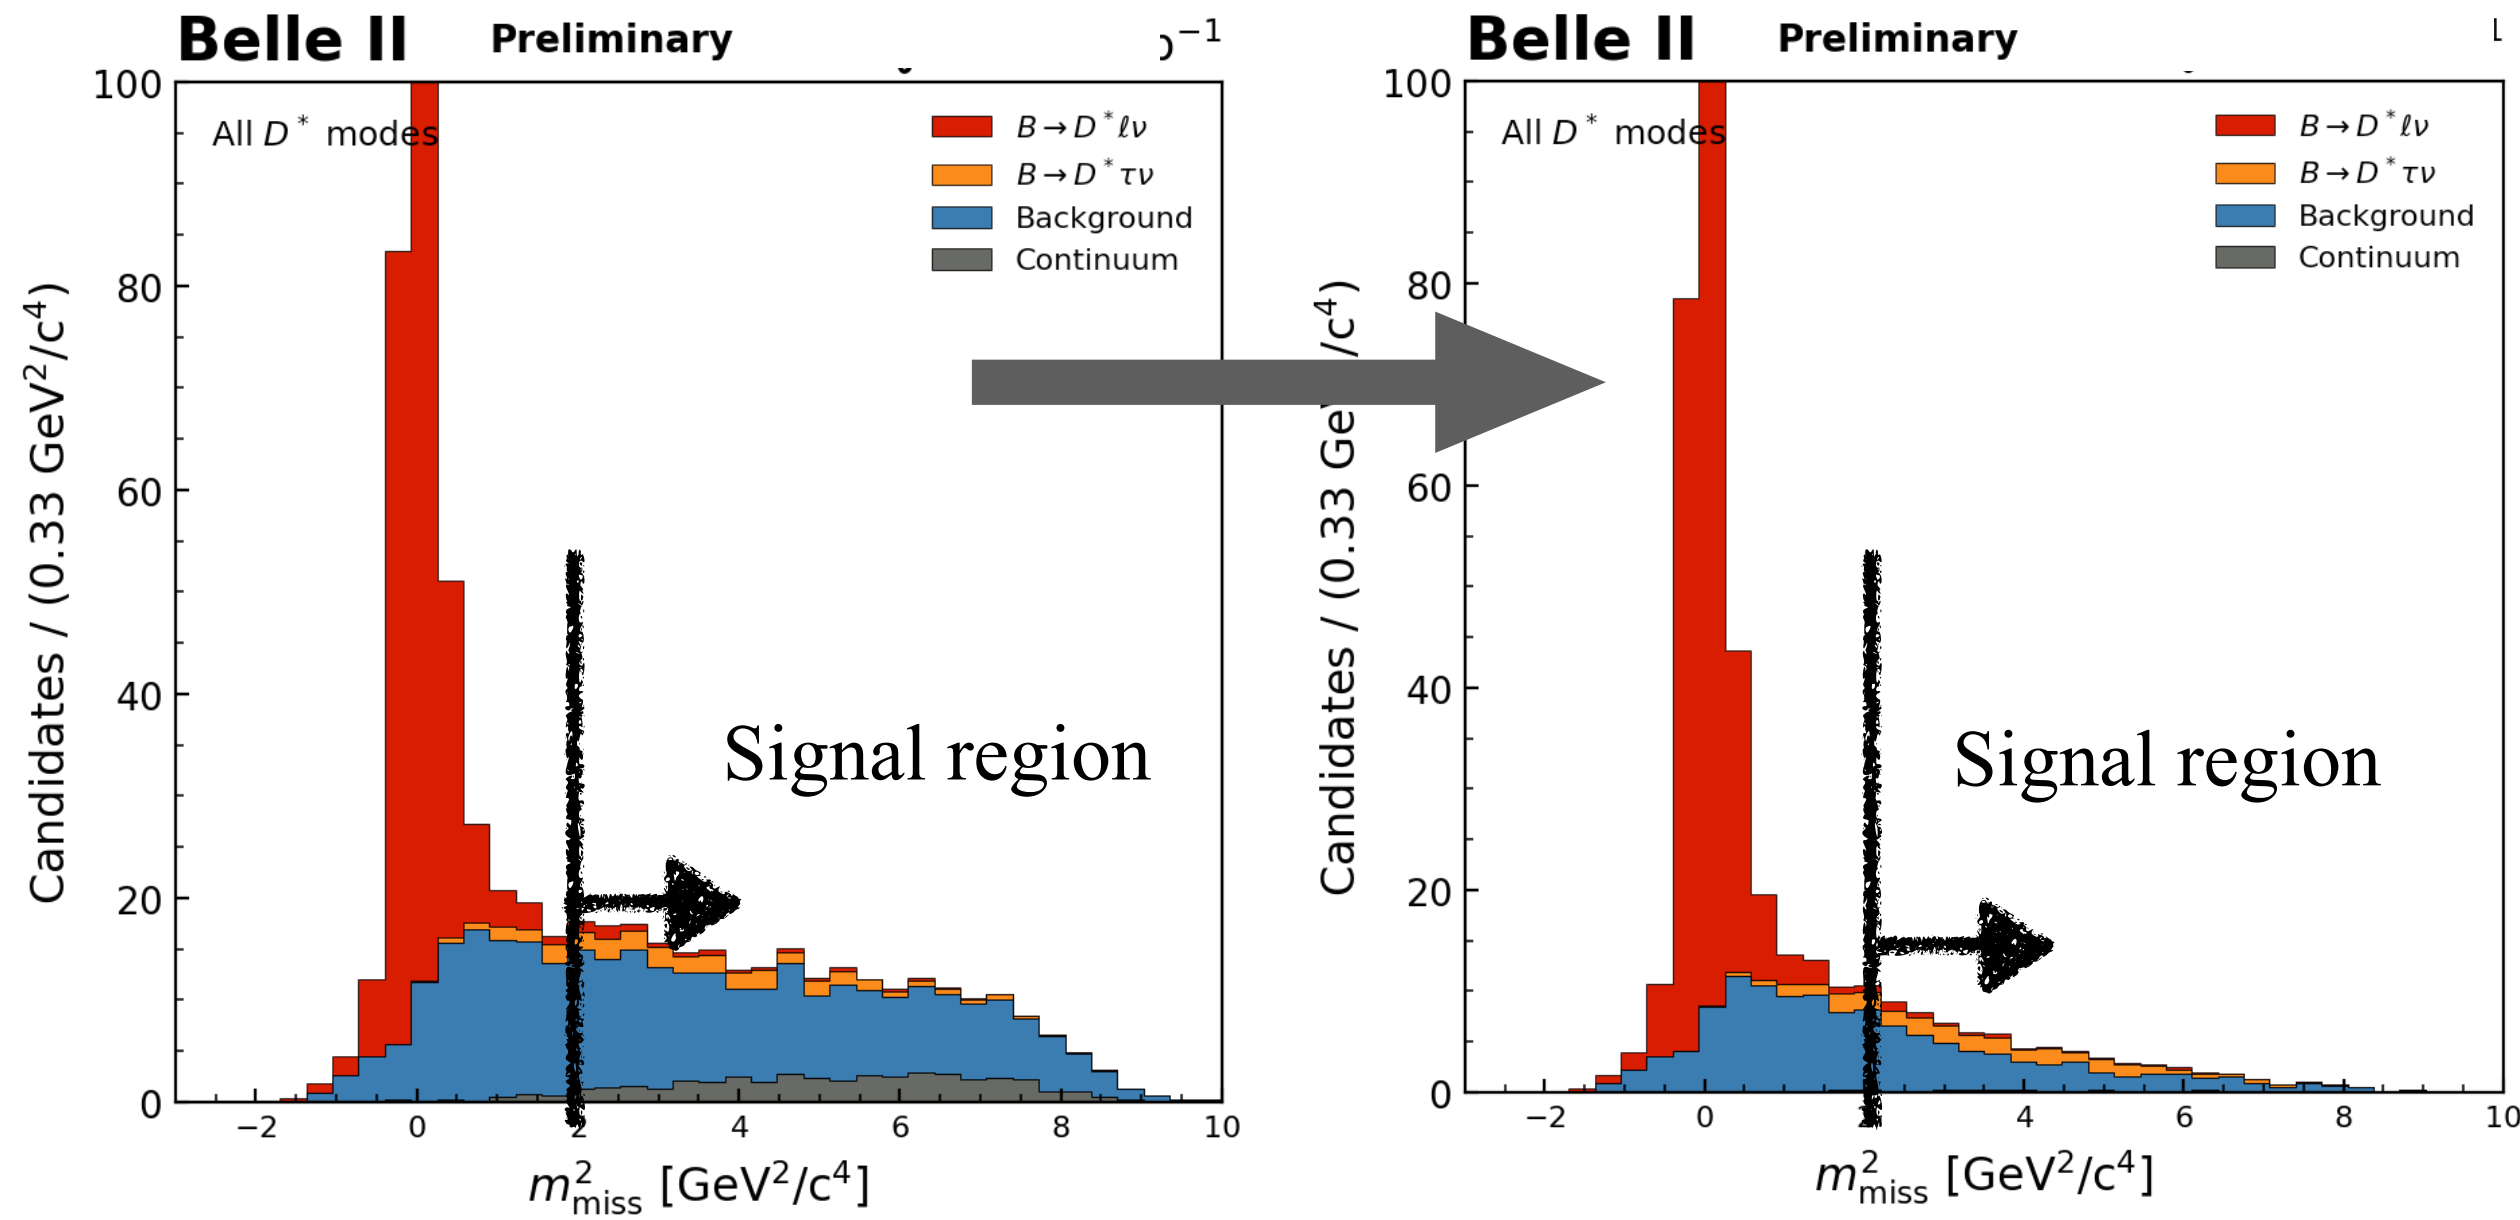 Belle II Preliminary
All D* modes
B→D*ℓν
B→D*τν
Background
Continuum
Signal region
100
80
60
40
20
0
−2 0 2 4 6 8 10
Candidates / (0.33 GeV²/c⁴)
m²miss [GeV²/c⁴]
Belle II Preliminary
All D* modes
B→D*ℓν
B→D*τν
Background
Continuum
Signal region
100
80
60
40
20
0
−2 0 2 4 6 8 10
Candidates / (0.33 GeV²/c⁴)
m²miss [GeV²/c⁴]